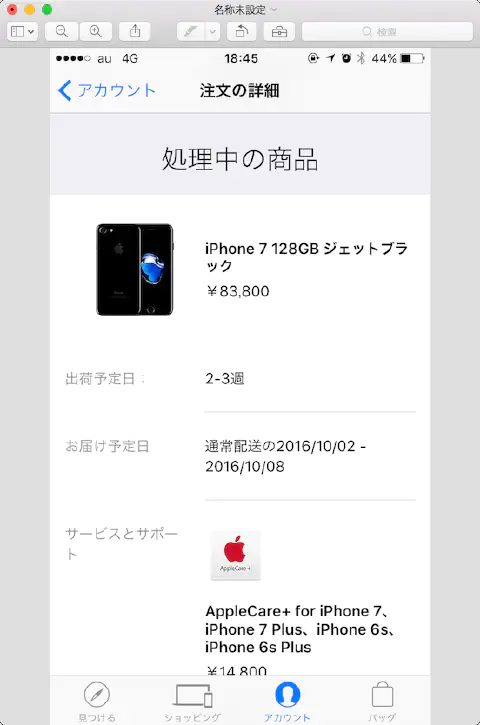 名称未設定
検索
au 4G
18:45
44%
アカウント
注文の詳細
処理中の商品
iPhone 7 128GB ジェットブラ
ック
¥83,800
出荷予定日:
2-3週
お届け予定日
通常配送の2016/10/02 -
2016/10/08
サービスとサポー
ト
AppleCare+
AppleCare+ for iPhone 7、
iPhone 7 Plus、iPhone 6s、
iPhone 6s Plus
¥14,800
見つける
ショッピング
アカウント
バッグ